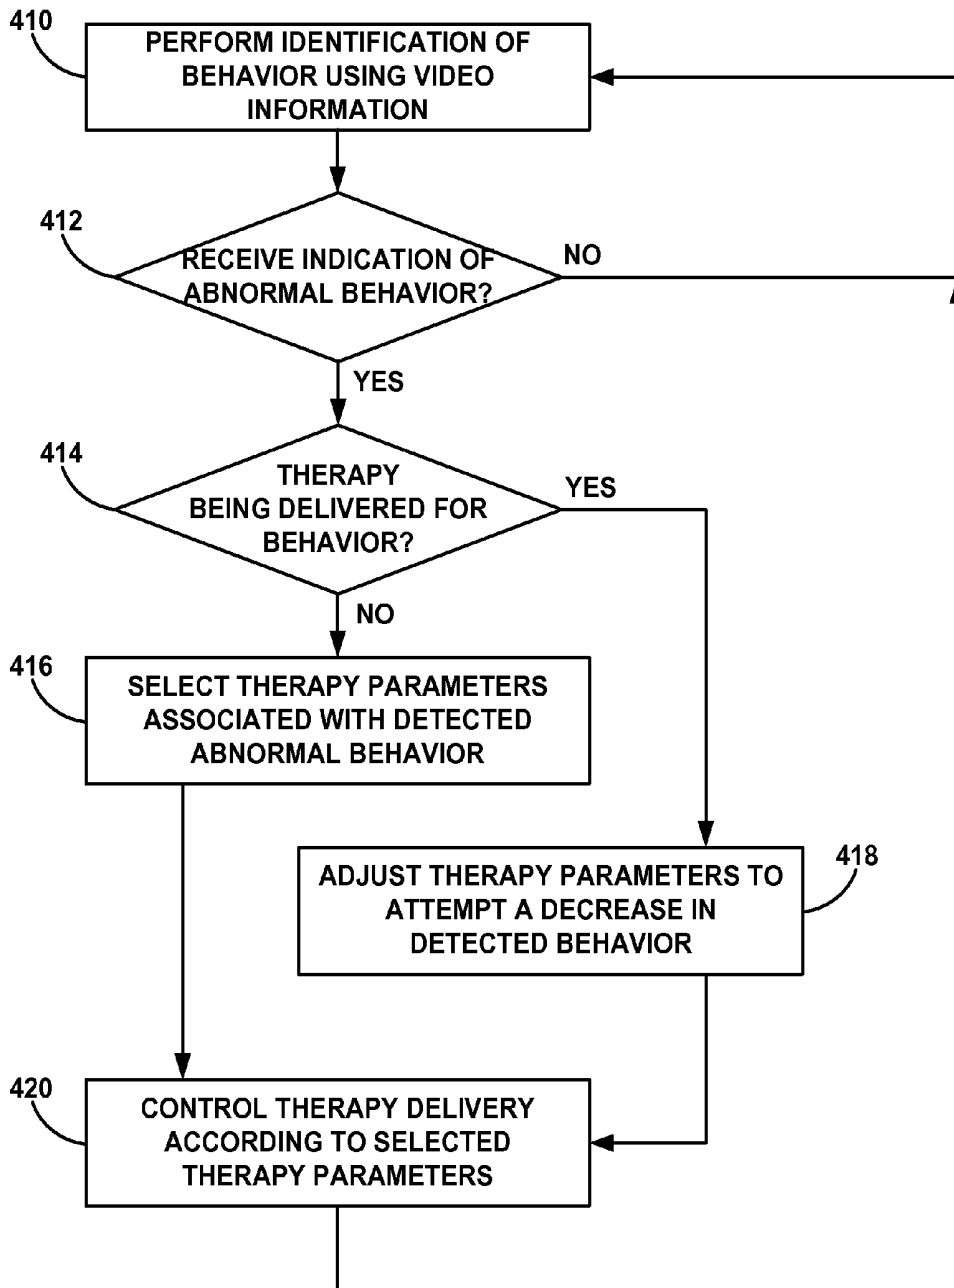 410
PERFORM IDENTIFICATION OF
BEHAVIOR USING VIDEO
INFORMATION
412
RECEIVE INDICATION OF
ABNORMAL BEHAVIOR?
NO
YES
414
THERAPY
BEING DELIVERED FOR
BEHAVIOR?
YES
NO
416
SELECT THERAPY PARAMETERS
ASSOCIATED WITH DETECTED
ABNORMAL BEHAVIOR
418
ADJUST THERAPY PARAMETERS TO
ATTEMPT A DECREASE IN
DETECTED BEHAVIOR
420
CONTROL THERAPY DELIVERY
ACCORDING TO SELECTED
THERAPY PARAMETERS